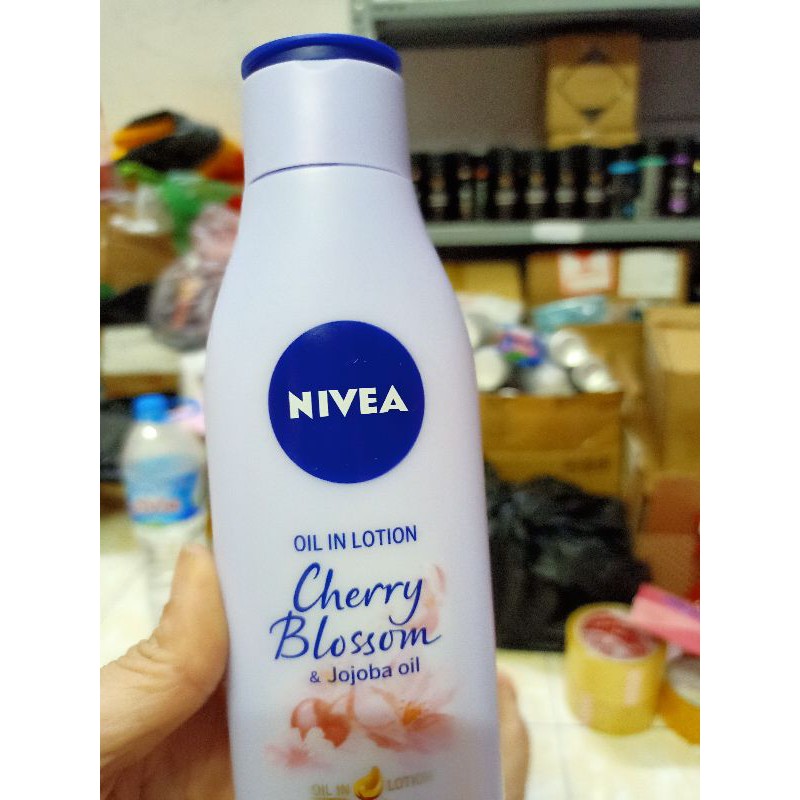 NIVEA
OIL IN LOTION
Cherry
Blossom
& Jojoba oil
OIL IN LOTION